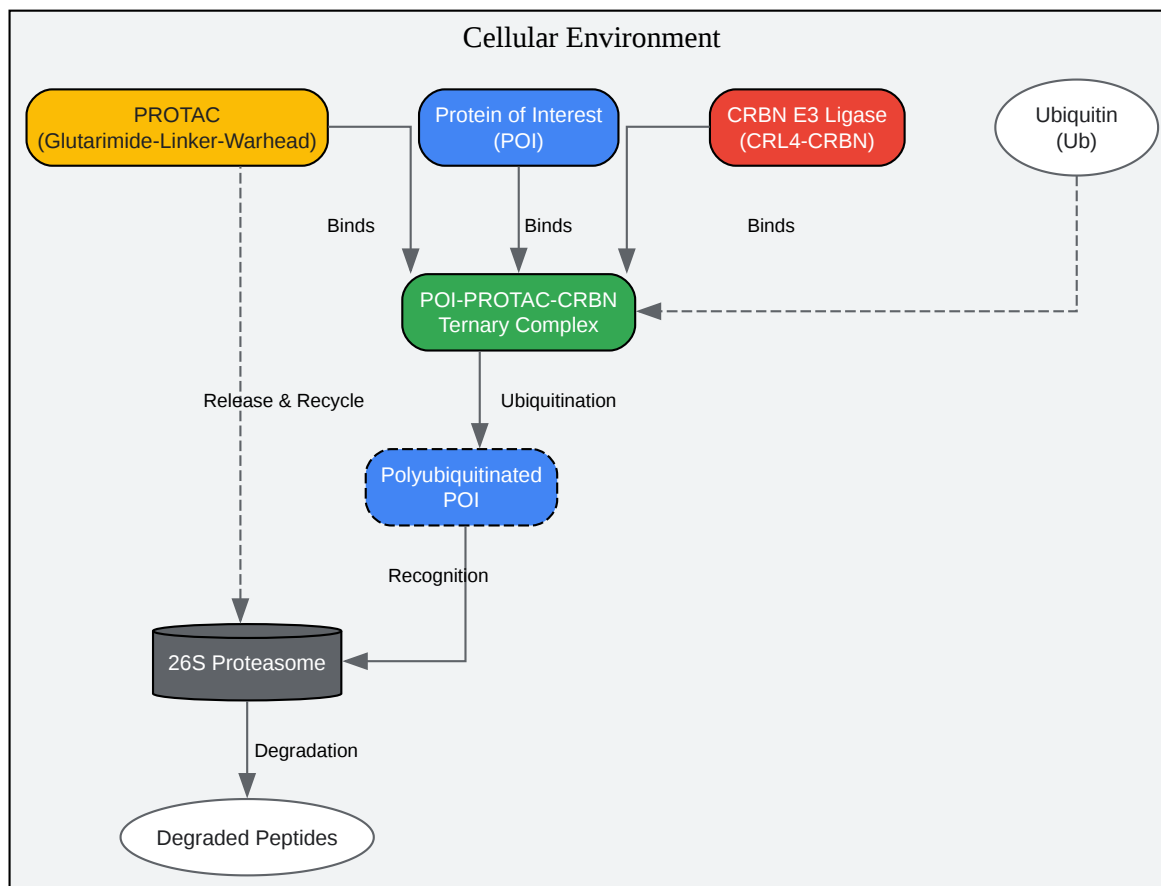 Cellular Environment
PROTAC
(Glutarimide-Linker-Warhead)
Protein of Interest
(POI)
CRBN E3 Ligase
(CRL4-CRBN)
Ubiquitin
(Ub)
Binds
Binds
Binds
POI-PROTAC-CRBN
Ternary Complex
Release & Recycle
Ubiquitination
Polyubiquitinated
POI
Recognition
26S Proteasome
Degradation
Degraded Peptides